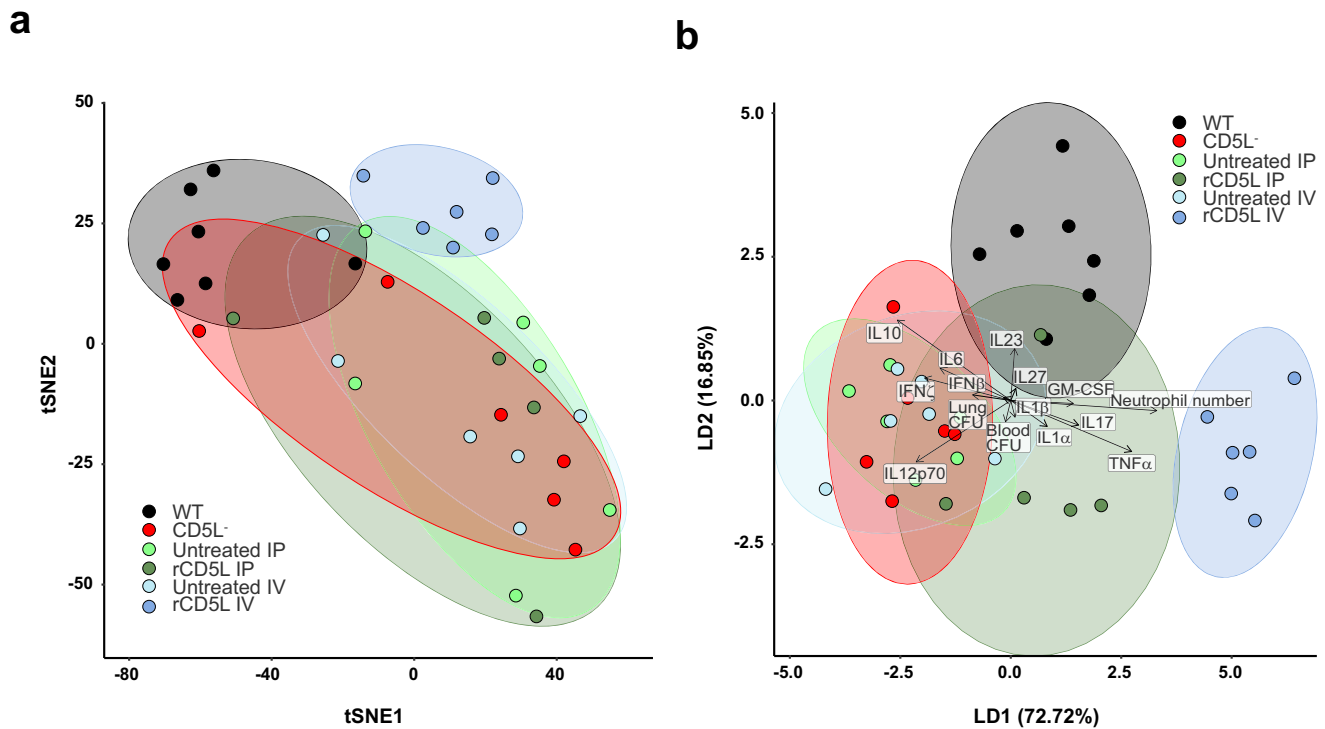 a
50
25
0
-25
-50
-80
-40
0
40
tSNE2
tSNE1
WT
CD5L-
Untreated IP
rCD5L IP
Untreated IV
rCD5L IV
b
5.0
2.5
0.0
-2.5
-5.0
-2.5
0.0
2.5
5.0
LD2 (16.85%)
LD1 (72.72%)
WT
CD5L-
Untreated IP
rCD5L IP
Untreated IV
rCD5L IV
IL10
IL23
IL6
IL27
IFNβ
GM-CSF
Neutrophil number
Lung
CFU
IL1β
IL17
Blood
CFU
IL1α
TNFα
IL12p70